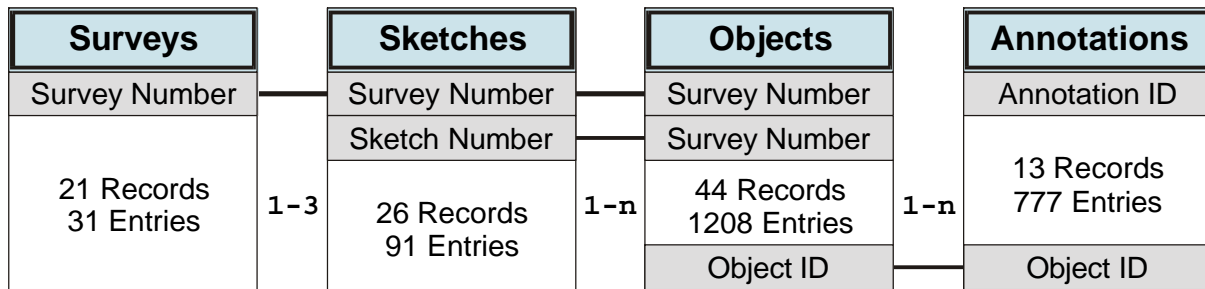 Surveys
Survey Number
21 Records
31 Entries
1-3
Sketches
Survey Number
Sketch Number
26 Records
91 Entries
1-n
Objects
Survey Number
Survey Number
44 Records
1208 Entries
Object ID
1-n
Annotations
Annotation ID
13 Records
777 Entries
Object ID